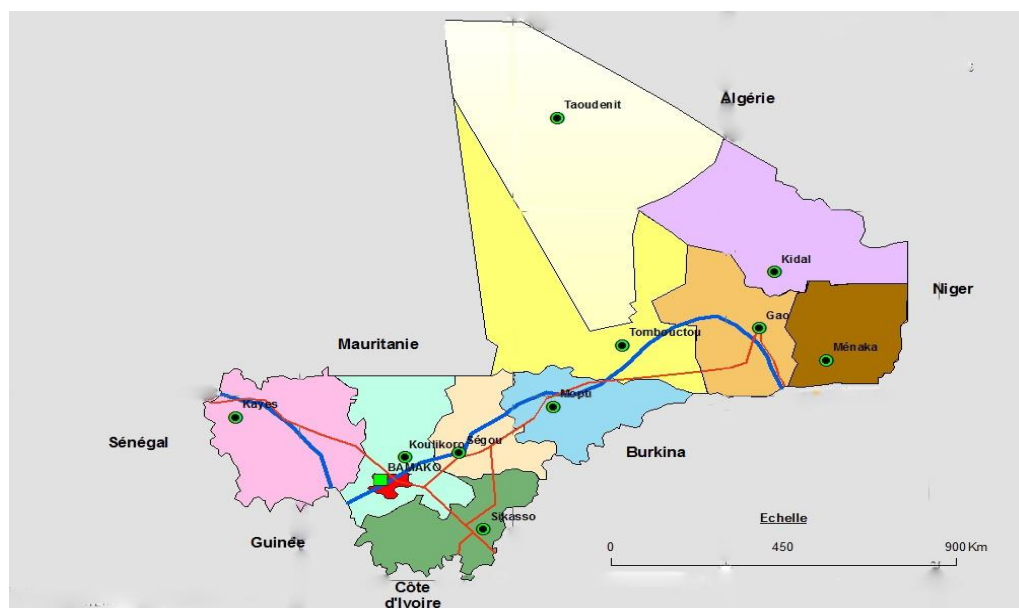 Taoudenit
Algérie
Kidal
Niger
Gao
Tombouctou
Ménaka
Mauritanie
Mopti
Kayes
Sénégal
Koulikoro
Ségou
Burkina
BAMAKO
Sikasso
Guinée
Echelle
0 450 900 Km
Côte
d'Ivoire